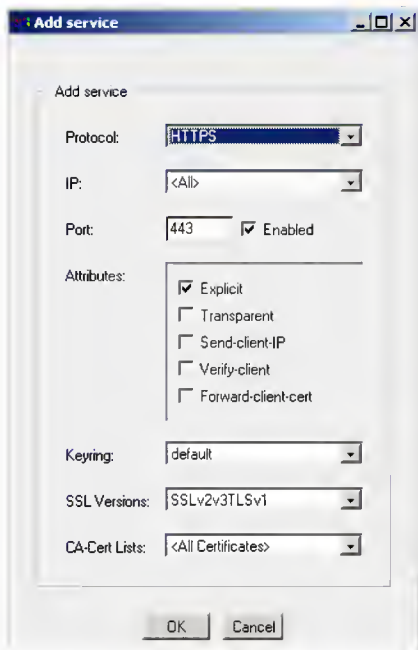 Add service
Add service
Protocol: HTTPS
IP: <All>
Port: 443 Enabled
Attributes:
Explicit
Transparent
Send-client-IP
Verify-client
Forward-client-cert
Keyring: default
SSL Versions: SSLv2v3TLSv1
CA-Cert Lists: <All Certificates>
OK Cancel